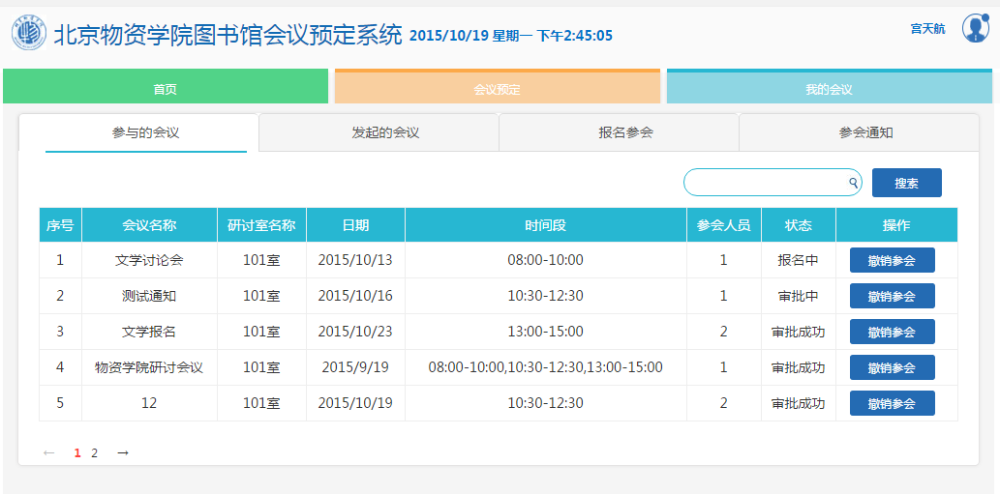 北京物资学院图书馆会议预定系统 2015/10/19 星期一 下午2:45:05 宫天航
首页 会议预定 我的会议
参与的会议 发起的会议 报名参会 参会通知
搜索
序号 会议名称 研讨室名称 日期 时间段 参会人员 状态 操作
1 文学讨论会 101室 2015/10/13 08:00-10:00 1 报名中 撤销参会
2 测试通知 101室 2015/10/16 10:30-12:30 1 审批中 撤销参会
3 文学报名 101室 2015/10/23 13:00-15:00 2 审批成功 撤销参会
4 物资学院研讨会议 101室 2015/9/19 08:00-10:00,10:30-12:30,13:00-15:00 1 审批成功 撤销参会
5 12 101室 2015/10/19 10:30-12:30 2 审批成功 撤销参会
← 1 2 →